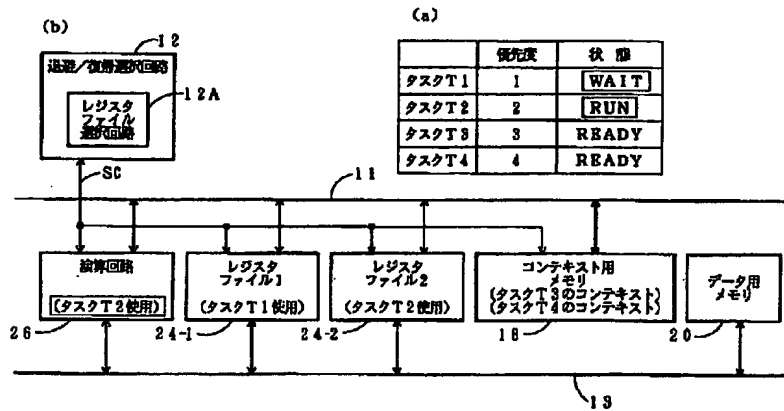 (b)
12
退避／復帰選択回路
レジスタ
ファイル
選択回路
12A
SC
(a)
優先度 状態
タスクT1 1 WAIT
タスクT2 2 RUN
タスクT3 3 READY
タスクT4 4 READY
11
演算回路
(タスクT2使用)
26
レジスタ
ファイル1
(タスクT1使用)
24-1
レジスタ
ファイル2
(タスクT2使用)
24-2
コンテキスト用
メモリ
(タスクT3のコンテキスト)
(タスクT4のコンテキスト)
18
データ用
メモリ
20
13